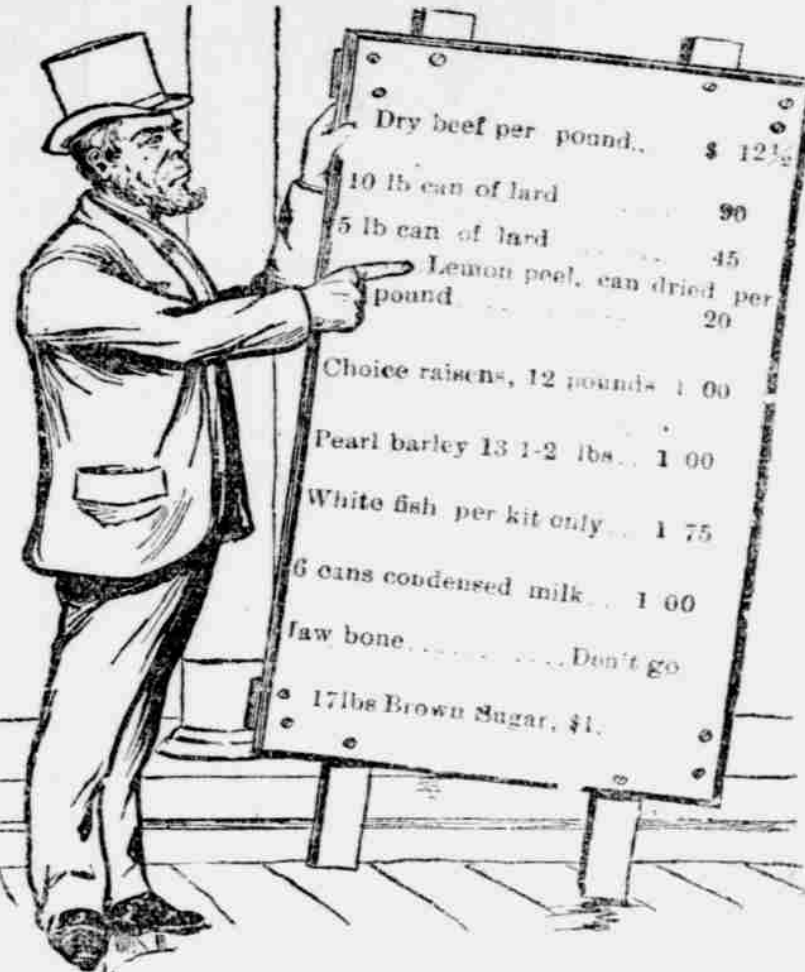 Dry beef per pound.. $ 12½
10 lb can of lard ..... 90
5 lb can of lard ...... 45
Lemon peel, can dried per
pound............ 20
Choice raisens, 12 pounds 1 00
Pearl barley 13 1-2 lbs... 1 00
White fish per kit only... 1 75
6 cans condensed milk... 1 00
Jaw bone............Don't go
17lbs Brown Sugar, $1.